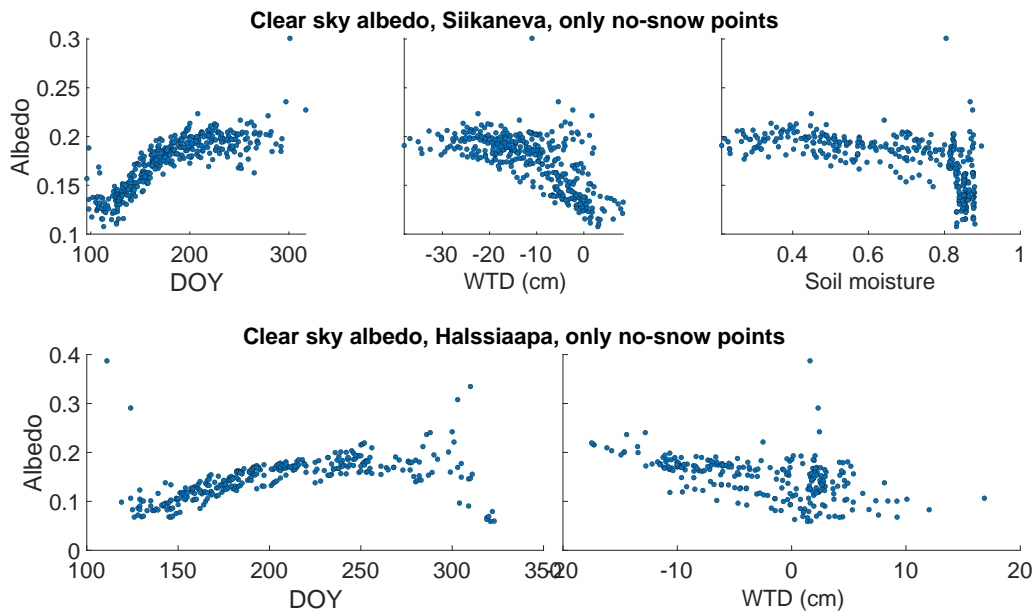 Clear sky albedo, Siikaneva, only no-snow points
Albedo
0.3
0.25
0.2
0.15
0.1
100 200 300
DOY
-30 -20 -10 0
WTD (cm)
0.4 0.6 0.8 1
Soil moisture
Clear sky albedo, Halssiaapa, only no-snow points
Albedo
0.4
0.3
0.2
0.1
0
100 150 200 250 300 350
DOY
-20 -10 0 10 20
WTD (cm)